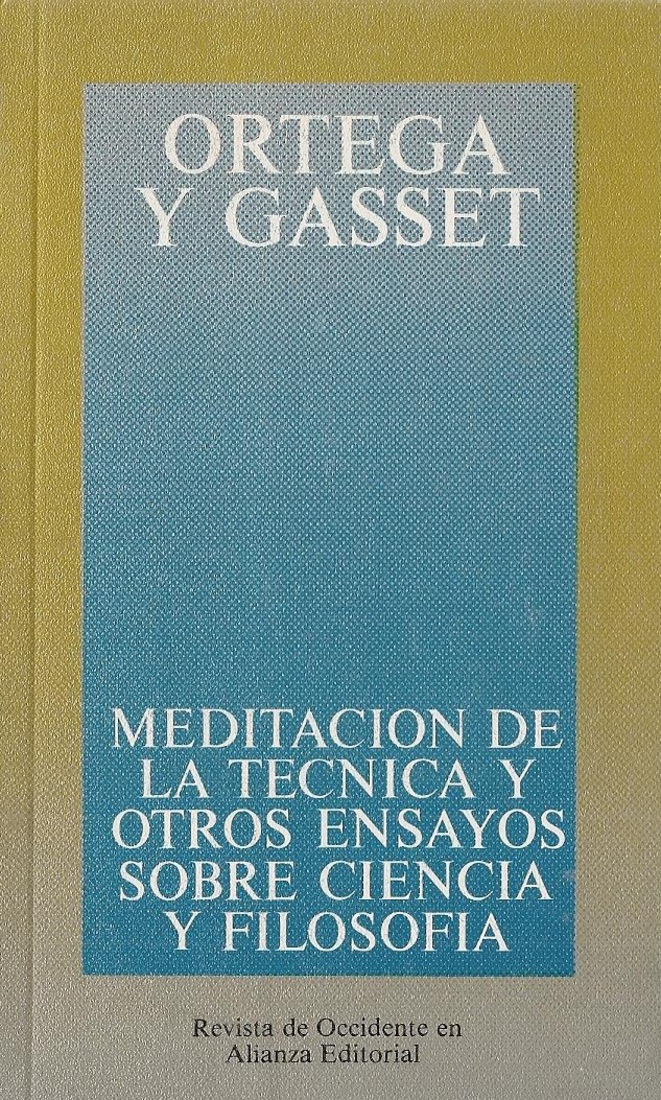 ORTEGA
Y GASSET
MEDITACION DE
LA TECNICA Y
OTROS ENSAYOS
SOBRE CIENCIA
Y FILOSOFIA
Revista de Occidente en
Alianza Editorial